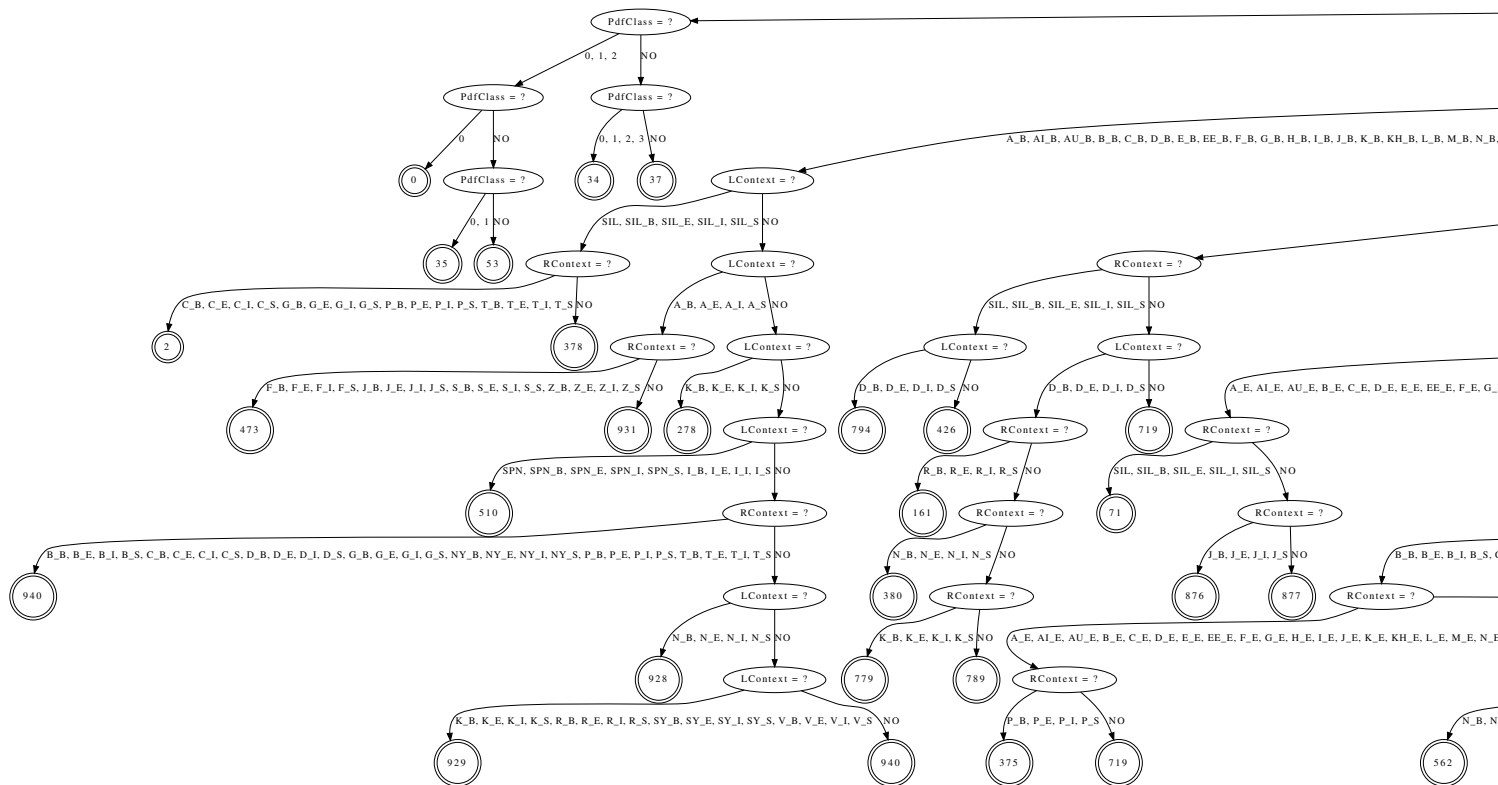 PdfClass = ?
0, 1, 2 NO
PdfClass = ? PdfClass = ?
A_B, AI_B, AU_B, B_B, C_B, D_B, E_B, EE_B, F_B, G_B, H_B, I_B, J_B, K_B, KH_B, L_B, M_B, N_B,
0 NO 0, 1, 2, 3 NO
0 PdfClass = ? 34 37 LContext = ?
0, 1 NO SIL, SIL_B, SIL_E, SIL_I, SIL_S NO
35 53 RContext = ? LContext = ? RContext = ?
C_B, C_E, C_I, C_S, G_B, G_E, G_I, G_S, P_B, P_E, P_I, P_S, T_B, T_E, T_I, T_S NO A_B, A_E, A_I, A_S NO SIL, SIL_B, SIL_E, SIL_I, SIL_S NO
2 378 RContext = ? LContext = ? LContext = ? LContext = ?
F_B, F_E, F_I, F_S, J_B, J_E, J_I, J_S, S_B, S_E, S_I, S_S, Z_B, Z_E, Z_I, Z_S NO K_B, K_E, K_I, K_S NO D_B, D_E, D_I, D_S NO D_B, D_E, D_I, D_S NO A_E, AI_E, AU_E, B_E, C_E, D_E, E_E, EE_E, F_E, G_
473 931 278 LContext = ? 794 426 RContext = ? 719 RContext = ?
SPN, SPN_B, SPN_E, SPN_I, SPN_S, I_B, I_E, I_I, I_S NO R_B, R_E, R_I, R_S NO SIL, SIL_B, SIL_E, SIL_I, SIL_S NO
510 RContext = ? 161 RContext = ? 71 RContext = ?
B_B, B_E, B_I, B_S, C_B, C_E, C_I, C_S, D_B, D_E, D_I, D_S, G_B, G_E, G_I, G_S, NY_B, NY_E, NY_I, NY_S, P_B, P_E, P_I, P_S, T_B, T_E, T_I, T_S NO N_B, N_E, N_I, N_S NO J_B, J_E, J_I, J_S NO B_B, B_E, B_I, B_S,
940 LContext = ? 380 RContext = ? 876 877 RContext = ?
N_B, N_E, N_I, N_S NO K_B, K_E, K_I, K_S NO A_E, AI_E, AU_E, B_E, C_E, D_E, E_E, EE_E, F_E, G_E, H_E, I_E, J_E, K_E, KH_E, L_E, M_E, N_E
928 LContext = ? 779 789 RContext = ?
K_B, K_E, K_I, K_S, R_B, R_E, R_I, R_S, SY_B, SY_E, SY_I, SY_S, V_B, V_E, V_I, V_S NO P_B, P_E, P_I, P_S NO N_B,
929 940 375 719 562